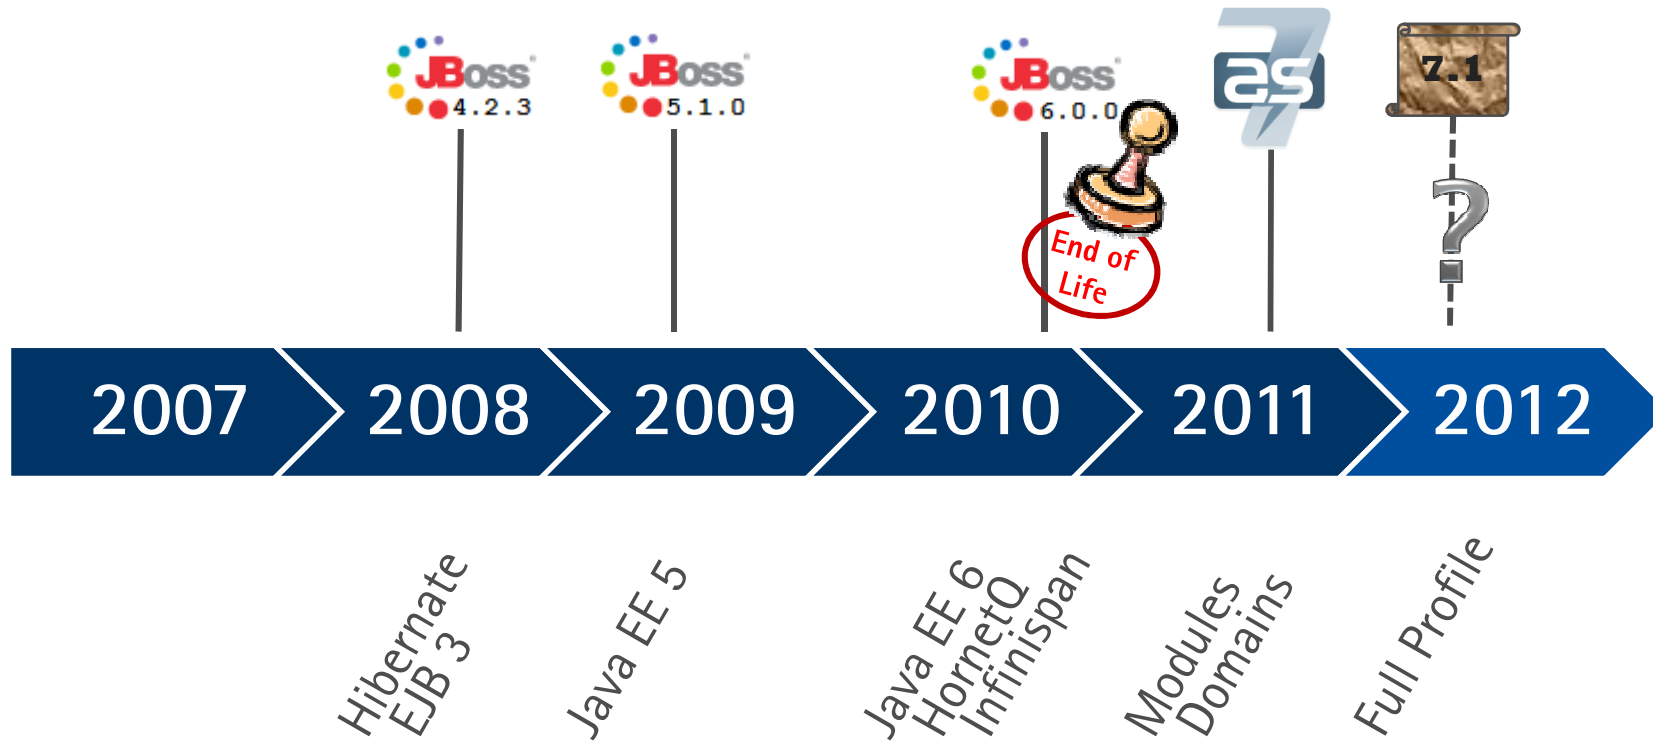 JBoss
4.2.3
JBoss
5.1.0
JBoss
6.0.0
7
as
7.1
End of
Life
?
2007
2008
2009
2010
2011
2012
Hibernate
EJB 3
Java EE 5
Java EE 6
HornetQ
Infinispan
Modules
Domains
Full Profile